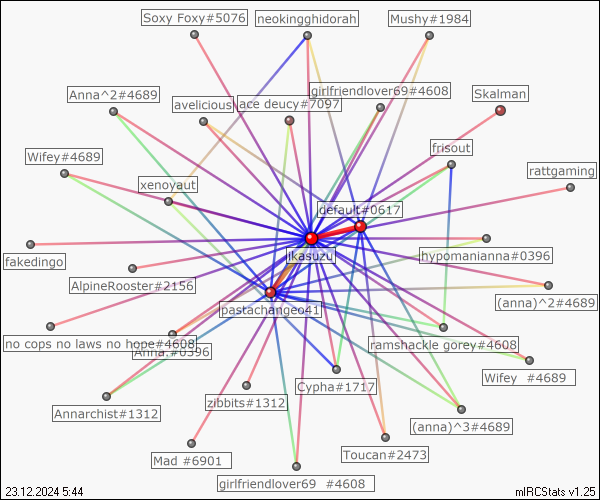 Soxy Foxy#5076
neokingghidorah
Mushy#1984
Anna^2#4689
avelicious
ace deucy#7097
girlfriendlover69#4608
Skalman
Wifey#4689
xenoyaut
frisout
rattgaming
default#0617
fakedingo
jkasuzu
hypomanianna#0396
AlpineRooster#2156
(anna)^2#4689
pastachangeo41
no cops no laws no hope#4608
Anna.#0396
ramshackle gorey#4608
Wifey #4689
Annarchist#1312
zibbits#1312
Cypha#1717
(anna)^3#4689
Mad #6901
Toucan#2473
girlfriendlover69 #4608
23.12.2024 5:44
mIRCStats v1.25